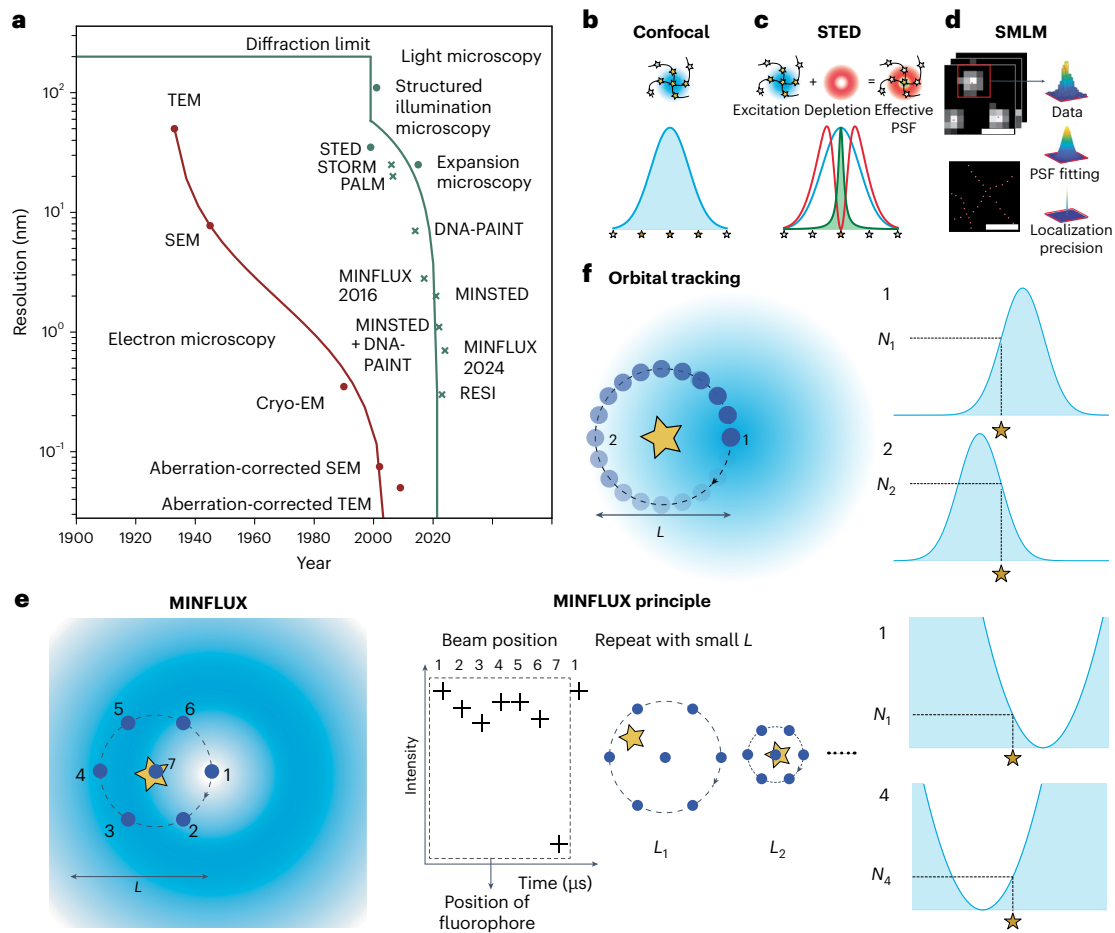 a
Diffraction limit
Light microscopy
TEM
Structured
illumination
microscopy
STED
STORM
PALM
Expansion
microscopy
SEM
DNA-PAINT
MINFLUX
2016
MINSTED
Electron microscopy
MINSTED
+ DNA-
PAINT
MINFLUX
2024
Cryo-EM
RESI
Aberration-corrected SEM
Aberration-corrected TEM
Resolution (nm)
10²
10¹
10⁰
10⁻¹
1900
1920
1940
1960
1980
2000
2020
Year
b
Confocal
c
STED
+
=
Excitation
Depletion
Effective
PSF
d
SMLM
Data
PSF fitting
Localization
precision
f
Orbital tracking
2
1
L
1
N₁
2
N₂
e
MINFLUX
5
6
4
7
1
3
2
L
MINFLUX principle
Beam position
1 2 3 4 5 6 7 1
Intensity
Time (µs)
Position of
fluorophore
Repeat with small L
L₁
L₂
1
N₁
4
N₄